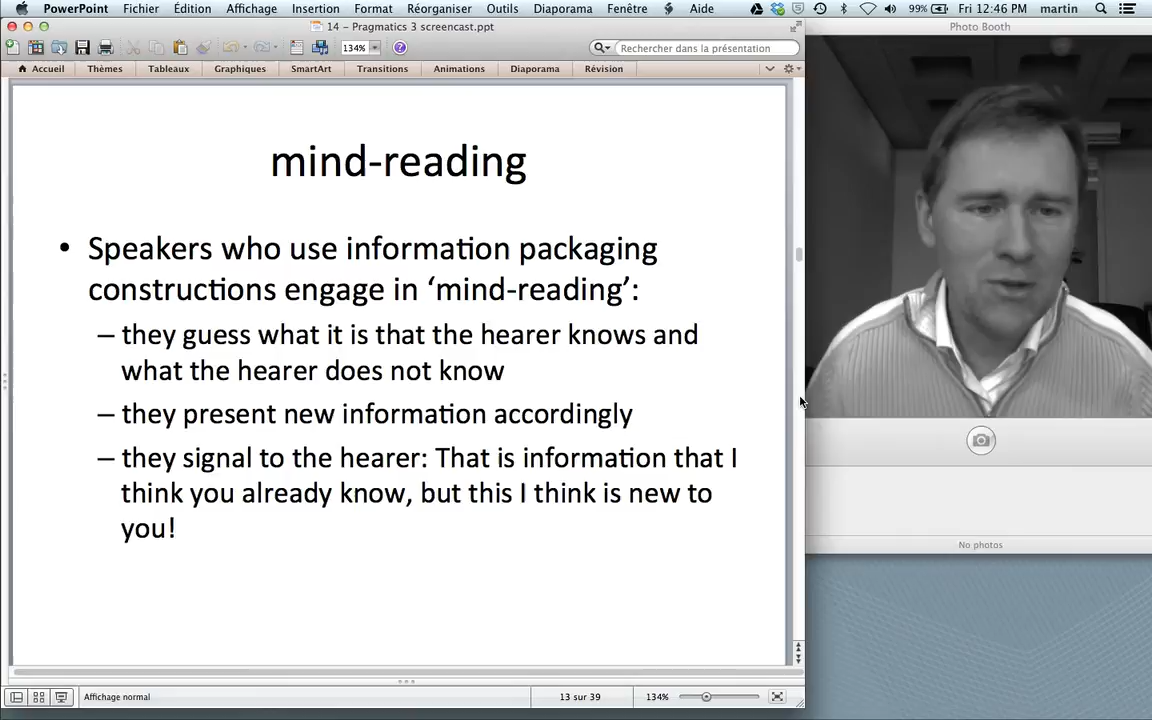 PowerPoint Fichier Édition Affichage Insertion Format Réorganiser Outils Diaporama Fenêtre Aide 99% Fri 12:46 PM martin
14 – Pragmatics 3 screencast.ppt
Photo Booth
134% Rechercher dans la présentation
Accueil Thèmes Tableaux Graphiques SmartArt Transitions Animations Diaporama Révision
mind-reading
• Speakers who use information packaging
constructions engage in ‘mind-reading’:
– they guess what it is that the hearer knows and
what the hearer does not know
– they present new information accordingly
– they signal to the hearer: That is information that I
think you already know, but this I think is new to
you!
No photos
Affichage normal 13 sur 39 134%